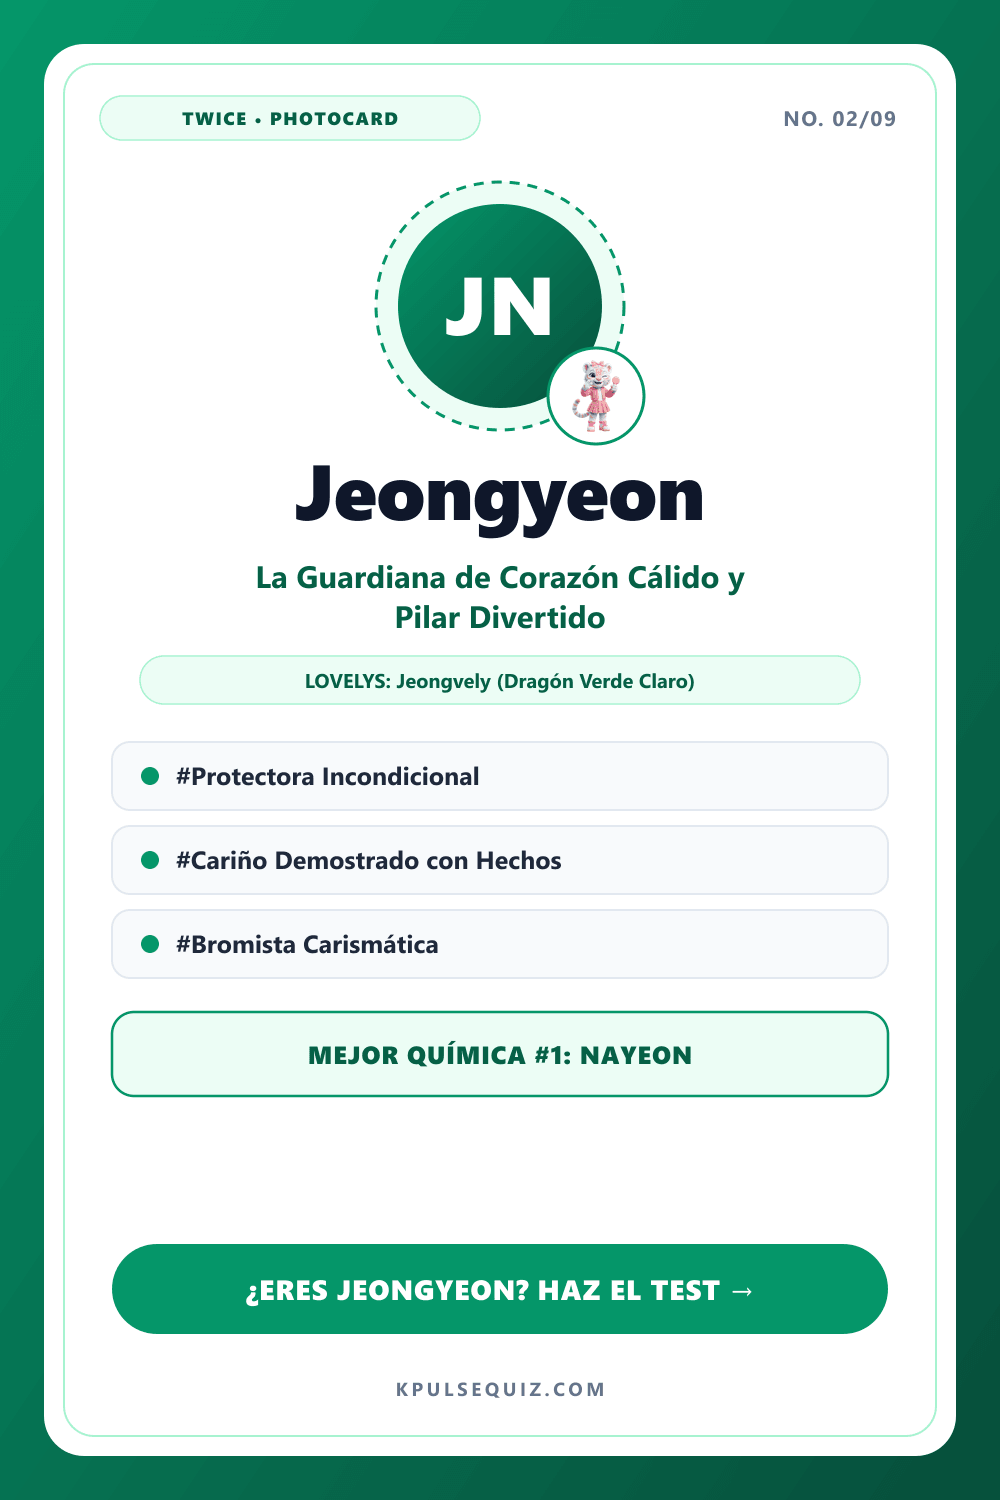 TWICE • PHOTOCARD
NO. 02/09
JN
Jeongyeon
La Guardiana de Corazón Cálido y
Pilar Divertido
LOVELYS: Jeongvely (Dragón Verde Claro)
#Protectora Incondicional
#Cariño Demostrado con Hechos
#Bromista Carismática
MEJOR QUÍMICA #1: NAYEON
¿ERES JEONGYEON? HAZ EL TEST →
KPULSEQUIZ.COM